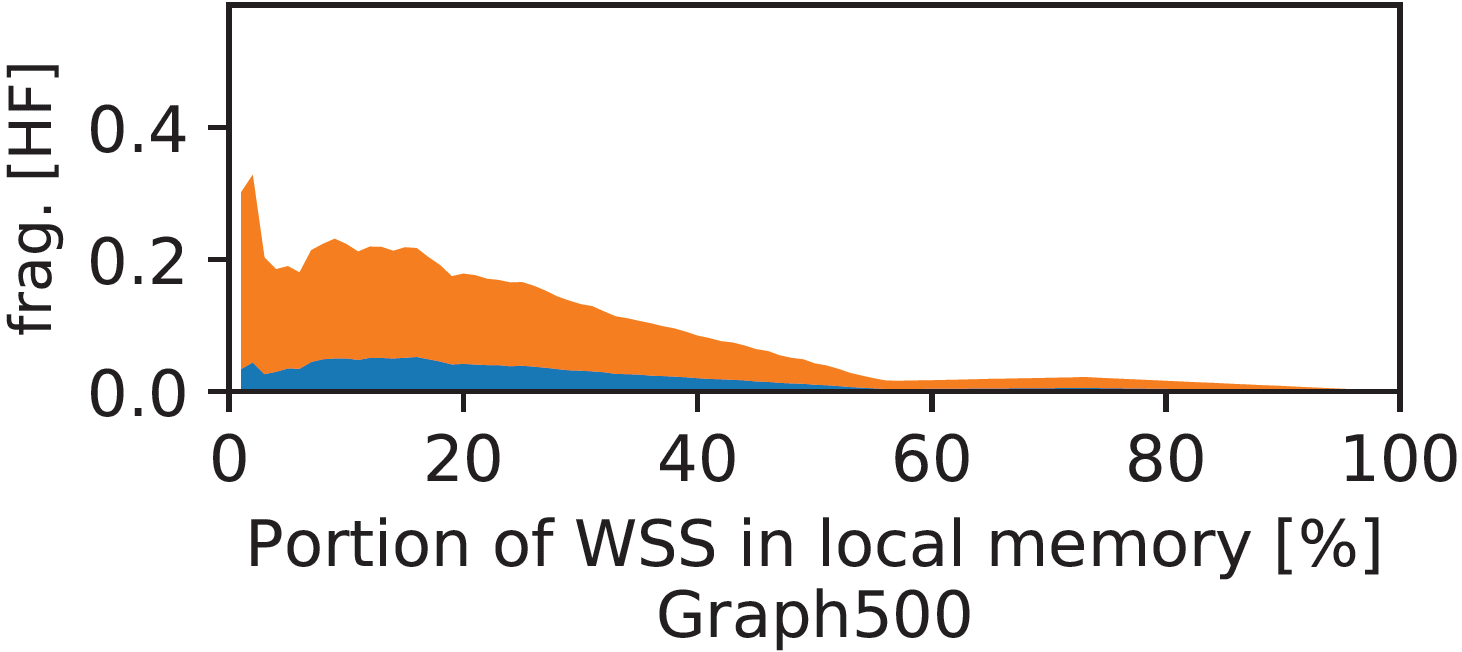 frag. [HF]
0.4
0.2
0.0
0 20 40 60 80 100
Portion of WSS in local memory [%]
Graph500